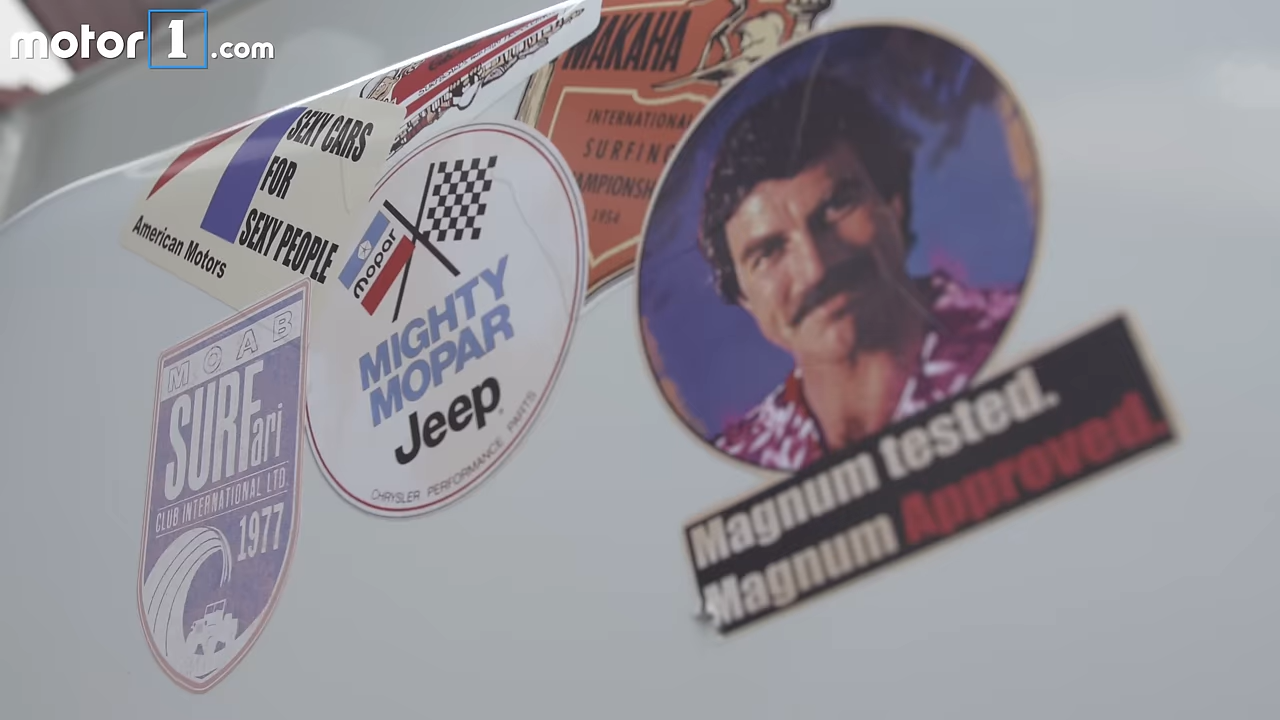 motor1.com
MAKAHA
INTERNATIONAL
SURFING
1954
SEXY CARS
FOR
SEXY PEOPLE
American Motors
mopar
MIGHTY
MOPAR
Jeep
CHRYSLER PERFORMANCE PARTS
MOAB
SURFari
CLUB INTERNATIONAL LTD.
1977
Magnum tested.
Magnum Approved.